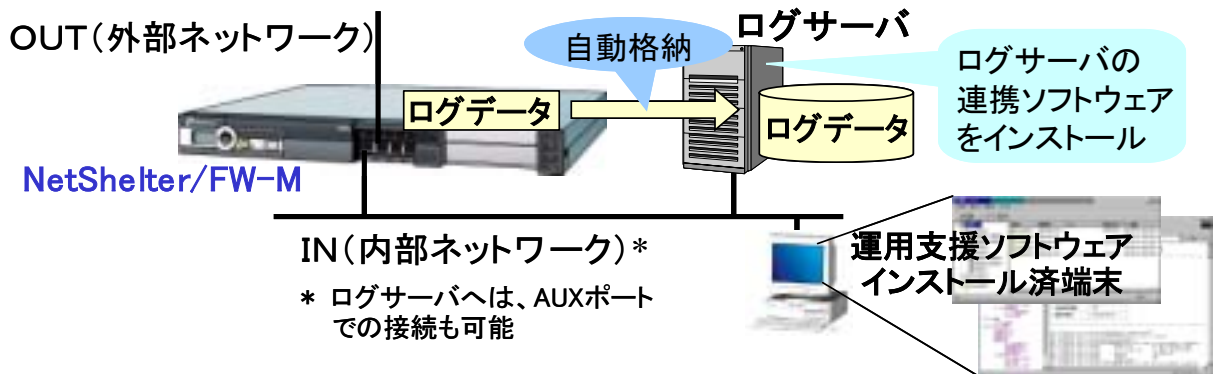 OUT(外部ネットワーク)
自動格納
ログサーバ
ログサーバの
連携ソフトウェア
をインストール
ログデータ
ログデータ
NetShelter/FW-M
IN(内部ネットワーク)*
* ログサーバへは、AUXポート
での接続も可能
運用支援ソフトウェア
インストール済端末